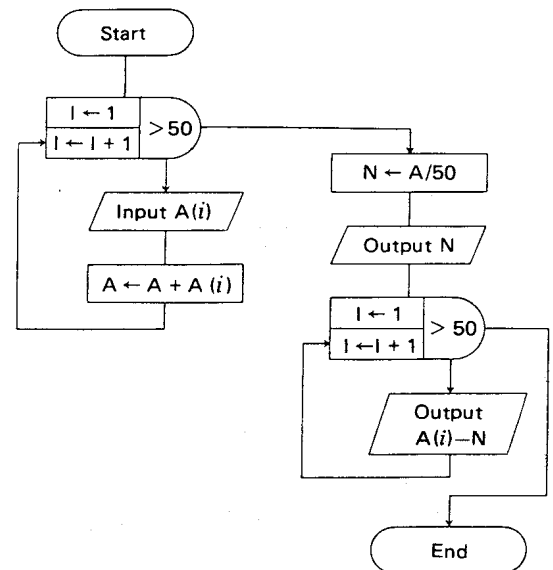 Start
I ← 1
I ← I + 1
> 50
Input A(i)
A ← A + A (i)
N ← A/50
Output N
I ← 1
I ←I + 1
> 50
Output
A(i)–N
End